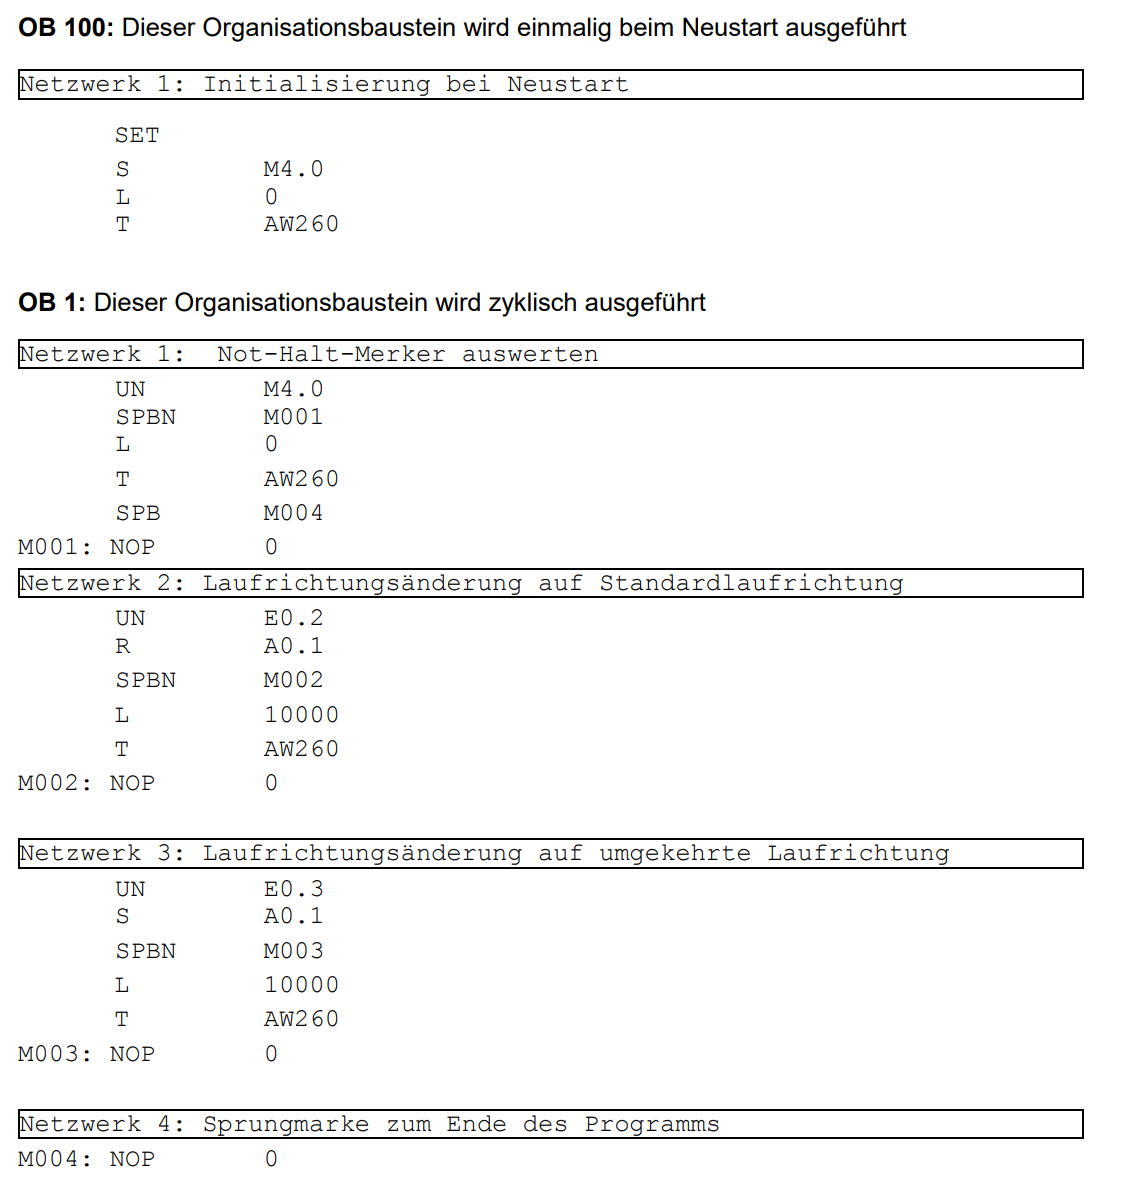 OB 100: Dieser Organisationsbaustein wird einmalig beim Neustart ausgeführt
Netzwerk 1: Initialisierung bei Neustart
SET
S M4.0
L 0
T AW260
OB 1: Dieser Organisationsbaustein wird zyklisch ausgeführt
Netzwerk 1: Not-Halt-Merker auswerten
UN M4.0
SPBN M001
L 0
T AW260
SPB M004
M001: NOP 0
Netzwerk 2: Laufrichtungsänderung auf Standardlaufrichtung
UN E0.2
R A0.1
SPBN M002
L 10000
T AW260
M002: NOP 0
Netzwerk 3: Laufrichtungsänderung auf umgekehrte Laufrichtung
UN E0.3
S A0.1
SPBN M003
L 10000
T AW260
M003: NOP 0
Netzwerk 4: Sprungmarke zum Ende des Programms
M004: NOP 0